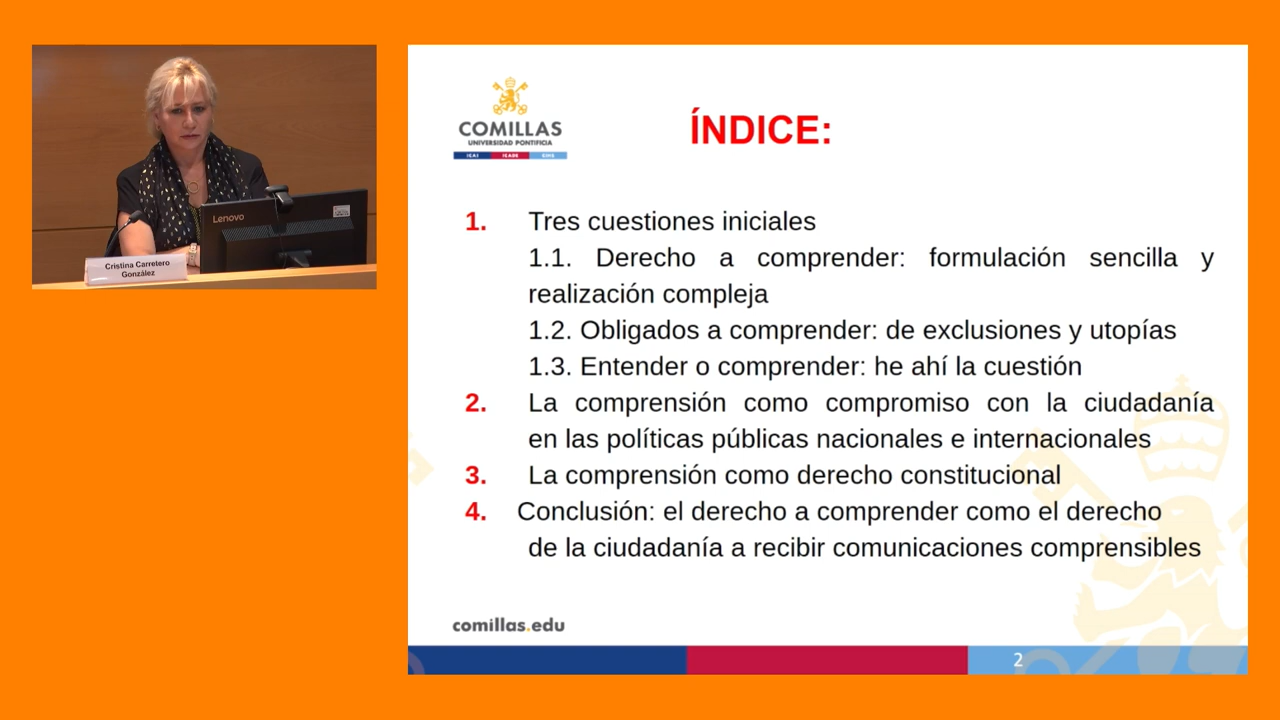 Lenovo
Cristina Carretero
González
COMILLAS
UNIVERSIDAD PONTIFICIA
ICAI ICADE CIHS
ÍNDICE:
1. Tres cuestiones iniciales
1.1. Derecho a comprender: formulación sencilla y
realización compleja
1.2. Obligados a comprender: de exclusiones y utopías
1.3. Entender o comprender: he ahí la cuestión
2. La comprensión como compromiso con la ciudadanía
en las políticas públicas nacionales e internacionales
3. La comprensión como derecho constitucional
4. Conclusión: el derecho a comprender como el derecho
de la ciudadanía a recibir comunicaciones comprensibles
comillas.edu
2